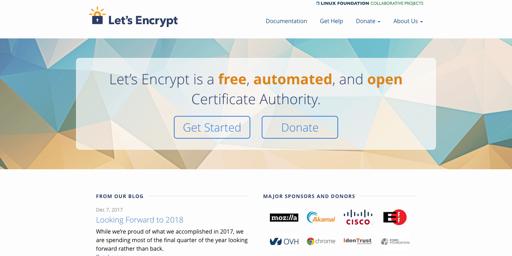 LINUX FOUNDATION COLLABORATIVE PROJECTS
Let's Encrypt
Documentation Get Help Donate About Us
Let's Encrypt is a free, automated, and open
Certificate Authority.
Get Started Donate
FROM OUR BLOG
Dec 7, 2017
Looking Forward to 2018
While we're proud of what we accomplished in 2017, we
are spending most of the final quarter of the year looking
forward rather than back.
MAJOR SPONSORS AND DONORS
moz://a Akamai CISCO EFF
OVH chrome IdenTrust